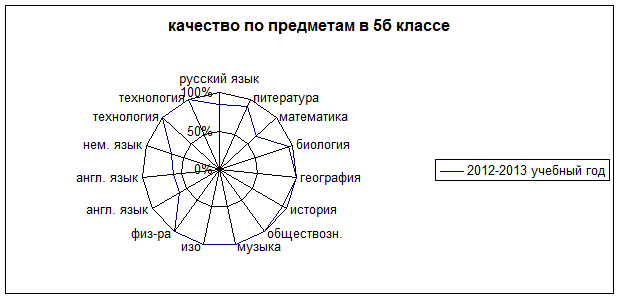 качество по предметам в 5б классе
русский язык
100%
технология
литература
технология
математика
50%
нем. язык
биология
0%
англ. язык
география
2012-2013 учебный год
англ. язык
история
физ-ра
обществозн.
изо
музыка